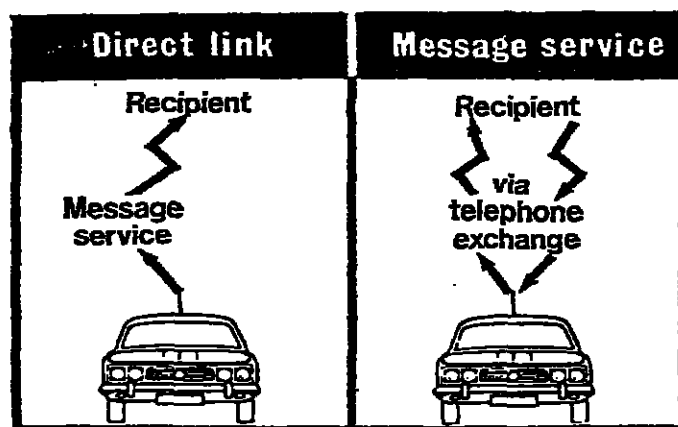 Direct link
Recipient
Message
service
Message service
Recipient
via
telephone
exchange